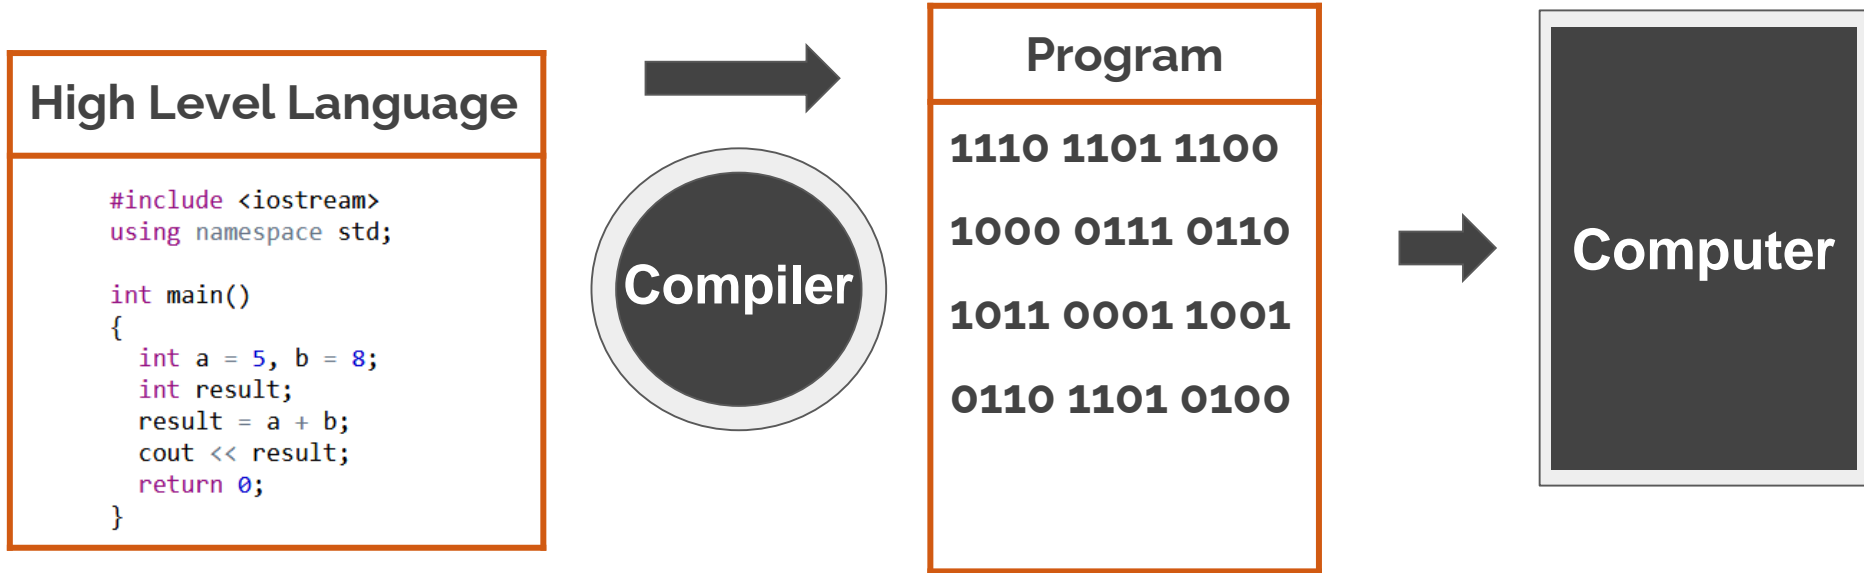 High Level Language
#include <iostream>
using namespace std;
int main()
{
int a = 5, b = 8;
int result;
result = a + b;
cout << result;
return 0;
}
Compiler
Program
1110 1101 1100
1000 0111 0110
1011 0001 1001
0110 1101 0100
Computer